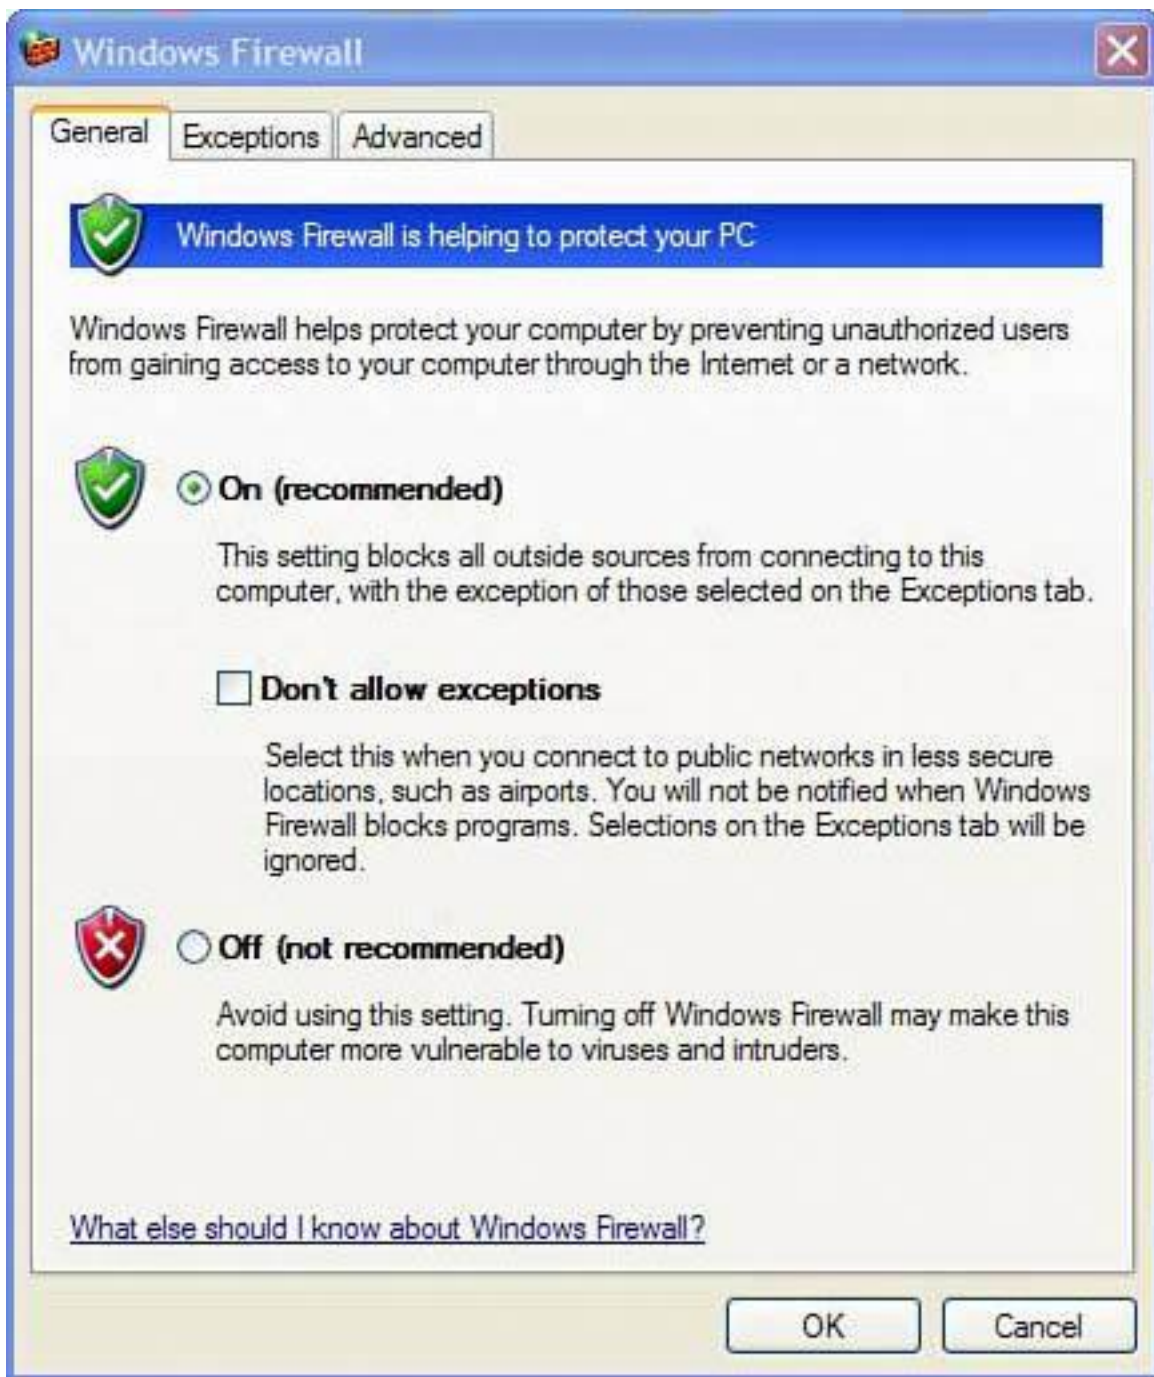 Windows Firewall
General
Exceptions
Advanced
Windows Firewall is helping to protect your PC
Windows Firewall helps protect your computer by preventing unauthorized users
from gaining access to your computer through the Internet or a network.
On (recommended)
This setting blocks all outside sources from connecting to this
computer, with the exception of those selected on the Exceptions tab.
Don't allow exceptions
Select this when you connect to public networks in less secure
locations, such as airports. You will not be notified when Windows
Firewall blocks programs. Selections on the Exceptions tab will be
ignored.
Off (not recommended)
Avoid using this setting. Turning off Windows Firewall may make this
computer more vulnerable to viruses and intruders.
What else should I know about Windows Firewall?
OK
Cancel